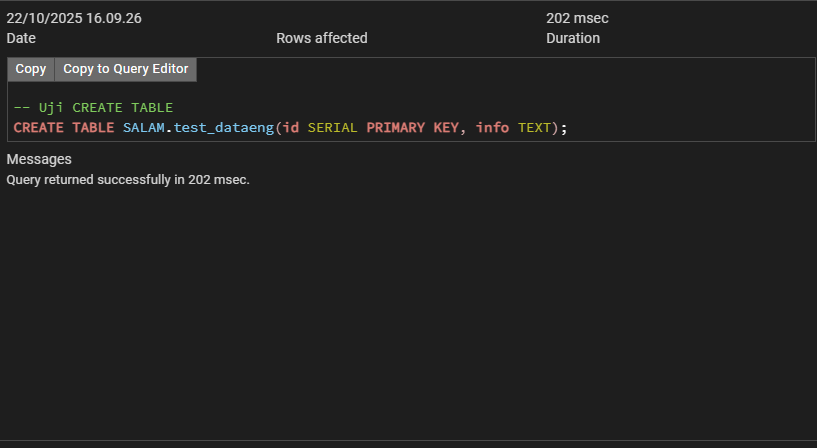 22/10/2025 16.09.26 202 msec
Date Rows affected Duration
Copy Copy to Query Editor
-- Uji CREATE TABLE
CREATE TABLE SALAM.test_dataeng(id SERIAL PRIMARY KEY, info TEXT);
Messages
Query returned successfully in 202 msec.